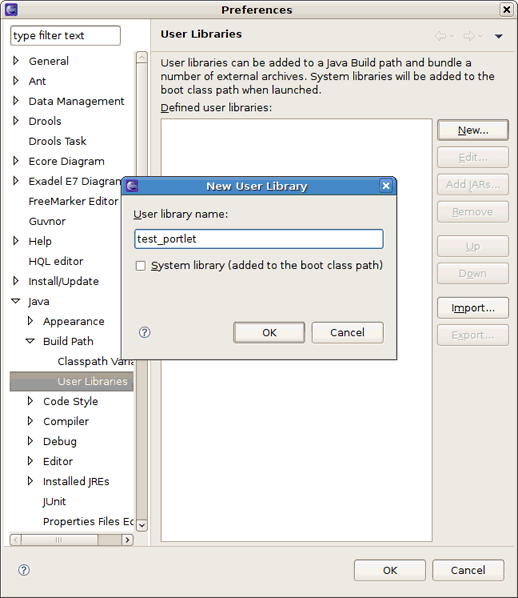 Preferences
type filter text
General
Ant
Data Management
Drools
Drools Task
Ecore Diagram
Exadel E7 Diagram
FreeMarker Editor
Guvnor
Help
HQL editor
Install/Update
Java
Appearance
Build Path
Classpath Varia
User Libraries
Code Style
Compiler
Debug
Editor
Installed JREs
JUnit
Properties Files Ed
User Libraries
User libraries can be added to a Java Build path and bundle a
number of external archives. System libraries will be added to the
boot class path when launched.
Defined user libraries:
New...
Edit...
Add JARs...
Remove
Up
Down
Import...
Export...
New User Library
User library name:
test_portlet
System library (added to the boot class path)
OK
Cancel
OK
Cancel